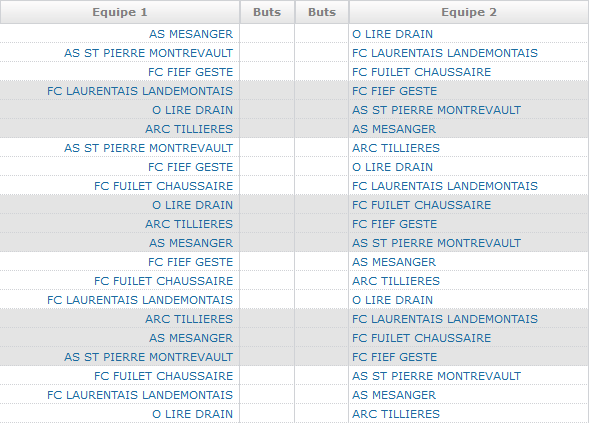 Equipe 1 Buts Buts Equipe 2
AS MESANGER O LIRE DRAIN
AS ST PIERRE MONTREVAULT FC LAURENTAIS LANDEMONTAIS
FC FIEF GESTE FC FUILET CHAUSSAIRE
FC LAURENTAIS LANDEMONTAIS FC FIEF GESTE
O LIRE DRAIN AS ST PIERRE MONTREVAULT
ARC TILLIERES AS MESANGER
AS ST PIERRE MONTREVAULT ARC TILLIERES
FC FIEF GESTE O LIRE DRAIN
FC FUILET CHAUSSAIRE FC LAURENTAIS LANDEMONTAIS
O LIRE DRAIN FC FUILET CHAUSSAIRE
ARC TILLIERES FC FIEF GESTE
AS MESANGER AS ST PIERRE MONTREVAULT
FC FIEF GESTE AS MESANGER
FC FUILET CHAUSSAIRE ARC TILLIERES
FC LAURENTAIS LANDEMONTAIS O LIRE DRAIN
ARC TILLIERES FC LAURENTAIS LANDEMONTAIS
AS MESANGER FC FUILET CHAUSSAIRE
AS ST PIERRE MONTREVAULT FC FIEF GESTE
FC FUILET CHAUSSAIRE AS ST PIERRE MONTREVAULT
FC LAURENTAIS LANDEMONTAIS AS MESANGER
O LIRE DRAIN ARC TILLIERES